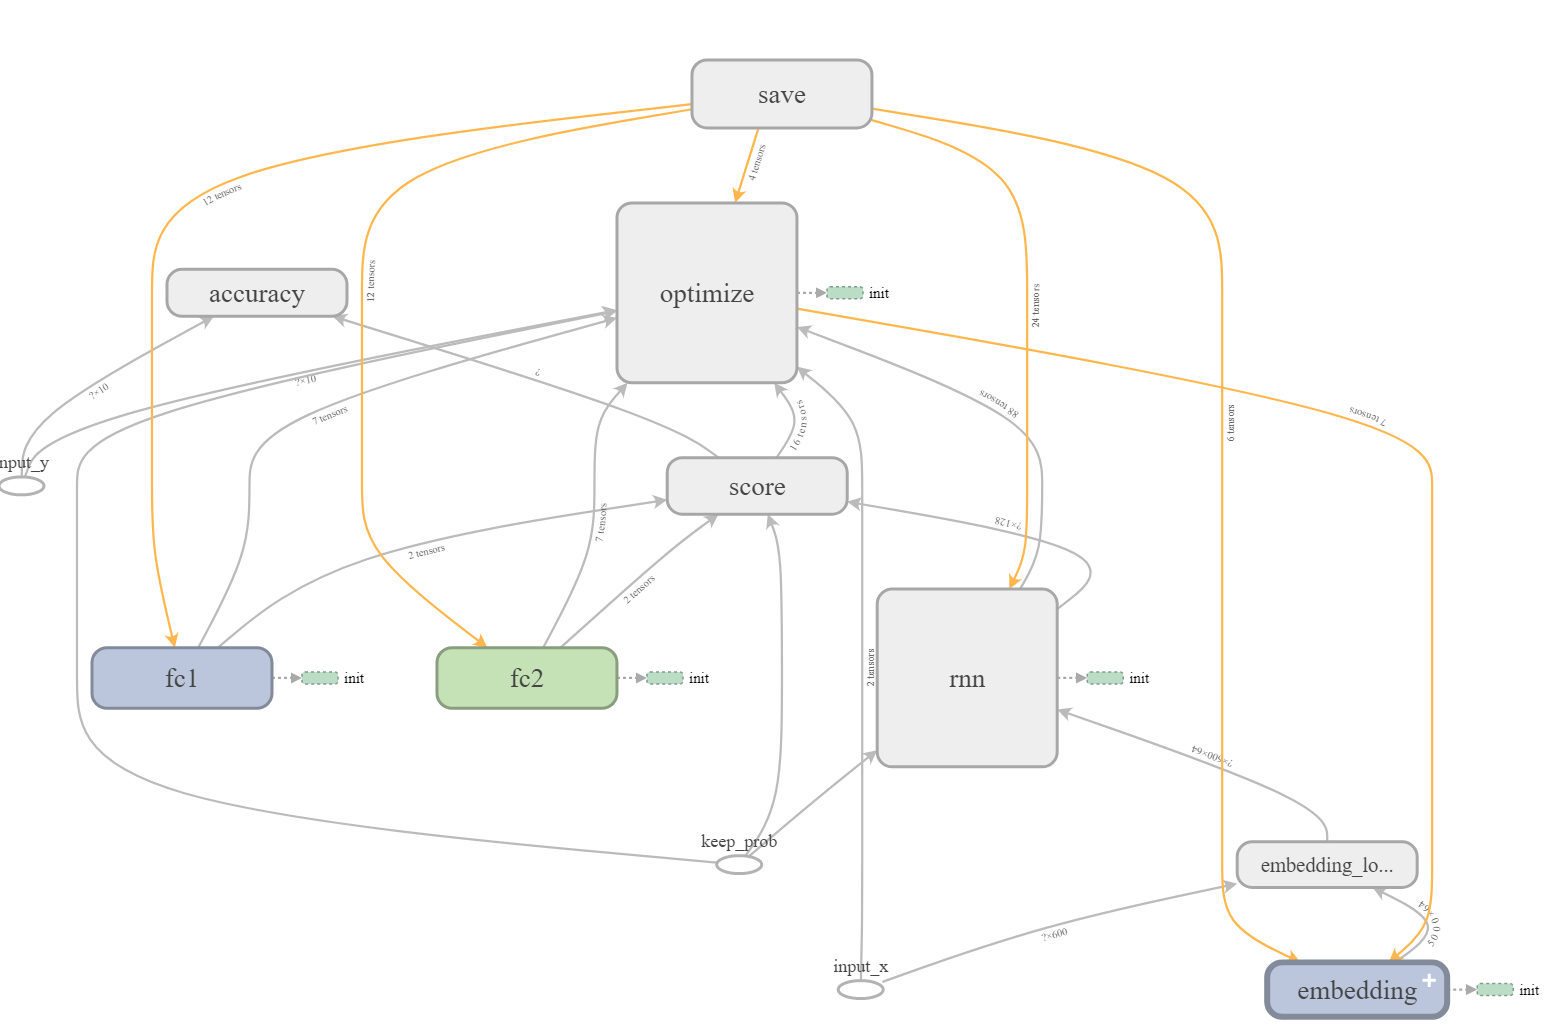 save
4 tensors
12 tensors
12 tensors
24 tensors
accuracy
optimize
init
?×10
?×10
?
7 tensors
16 tensors
88 tensors
6 tensors
7 tensors
nput_y
score
2 tensors
7 tensors
2 tensors
?×128
fc1
init
fc2
init
2 tensors
rnn
init
?×600×64
keep_prob
embedding_lo...
5000×64
?×600
input_x
embedding
+
init